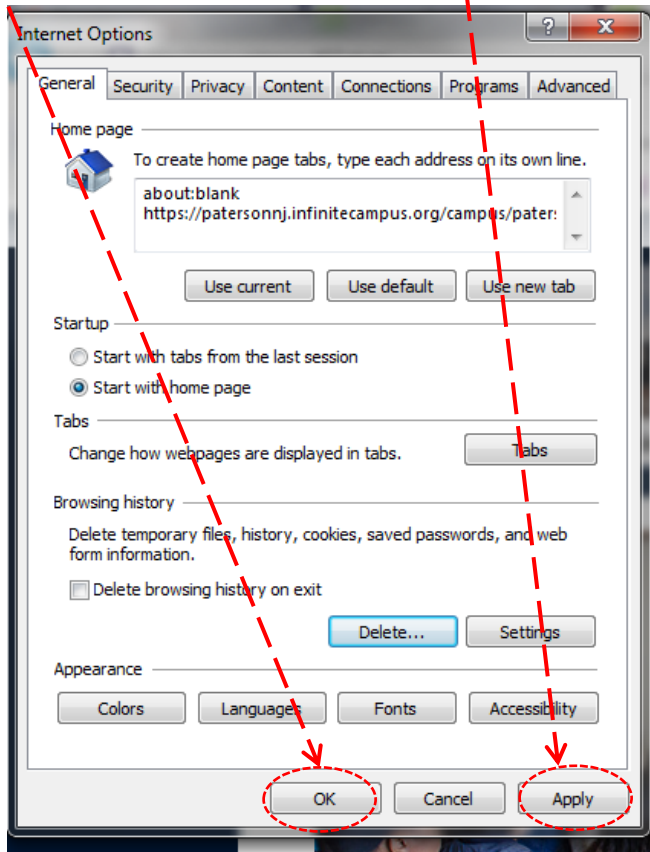 Internet Options
?
X
General Security Privacy Content Connections Programs Advanced
Home page
To create home page tabs, type each address on its own line.
about:blank
https://patersonnj.infinitecampus.org/campus/pater
Use current Use default Use new tab
Startup
Start with tabs from the last session
Start with home page
Tabs
Change how webpages are displayed in tabs.
Tabs
Browsing history
Delete temporary files, history, cookies, saved passwords, and web
form information.
Delete browsing history on exit
Delete... Settings
Appearance
Colors Languages Fonts Accessibility
OK Cancel Apply